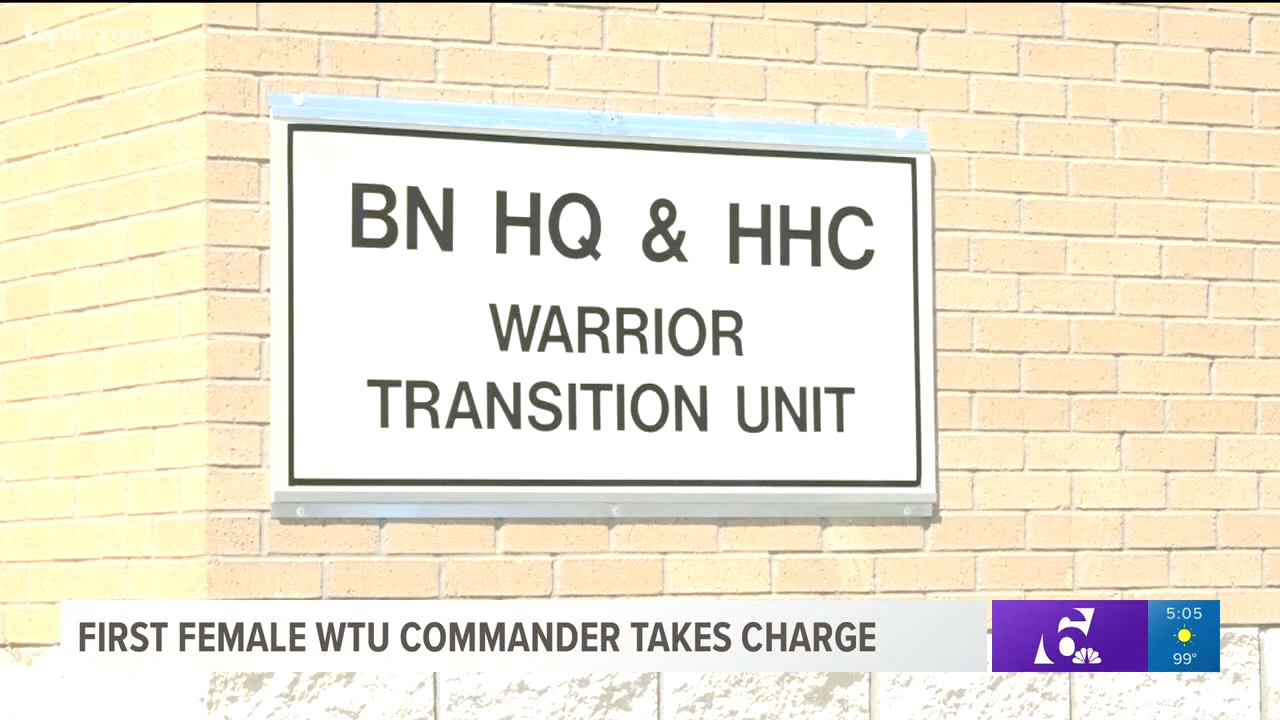 BN HQ & HHC
WARRIOR
TRANSITION UNIT
FIRST FEMALE WTU COMMANDER TAKES CHARGE
6
5:05
99°